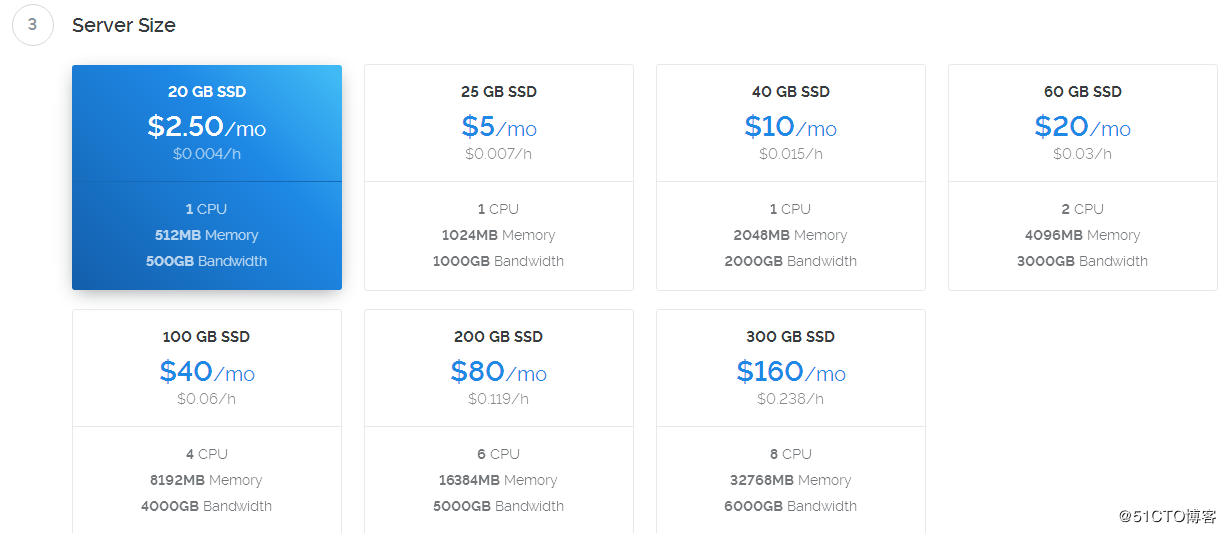 3
Server Size
20 GB SSD
$2.50/mo
$0.004/h
1 CPU
512MB Memory
500GB Bandwidth
25 GB SSD
$5/mo
$0.007/h
1 CPU
1024MB Memory
1000GB Bandwidth
40 GB SSD
$10/mo
$0.015/h
1 CPU
2048MB Memory
2000GB Bandwidth
60 GB SSD
$20/mo
$0.03/h
2 CPU
4096MB Memory
3000GB Bandwidth
100 GB SSD
$40/mo
$0.06/h
4 CPU
8192MB Memory
4000GB Bandwidth
200 GB SSD
$80/mo
$0.119/h
6 CPU
16384MB Memory
5000GB Bandwidth
300 GB SSD
$160/mo
$0.238/h
8 CPU
32768MB Memory
6000GB Bandwidth
@51CTO博客